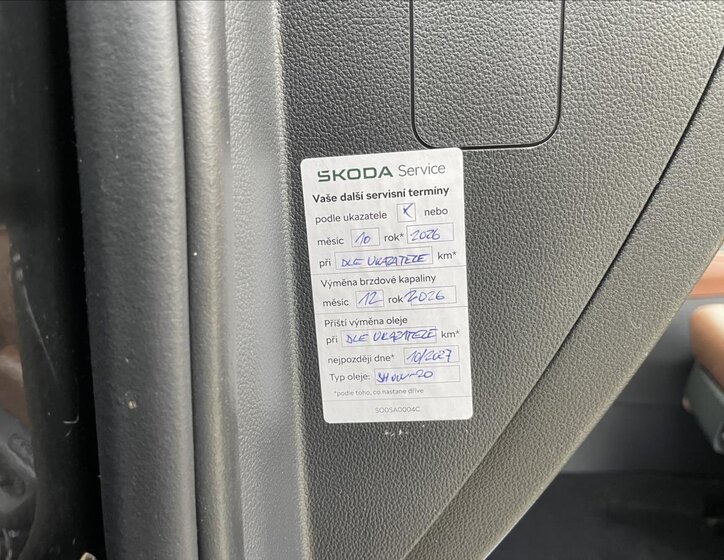 ŠKODA Service
Vaše další servisní termíny
podle ukazatele X nebo
měsíc 10 rok* 2026
při DLE UKAZATELE km*
Výměna brzdové kapaliny
měsíc 12 rok 2026
Příští výměna oleje
při DLE UKAZATELE km*
nejpozději dne* 10/2027
Typ oleje:
*podle toho, co nastane dříve
SO05A0004C